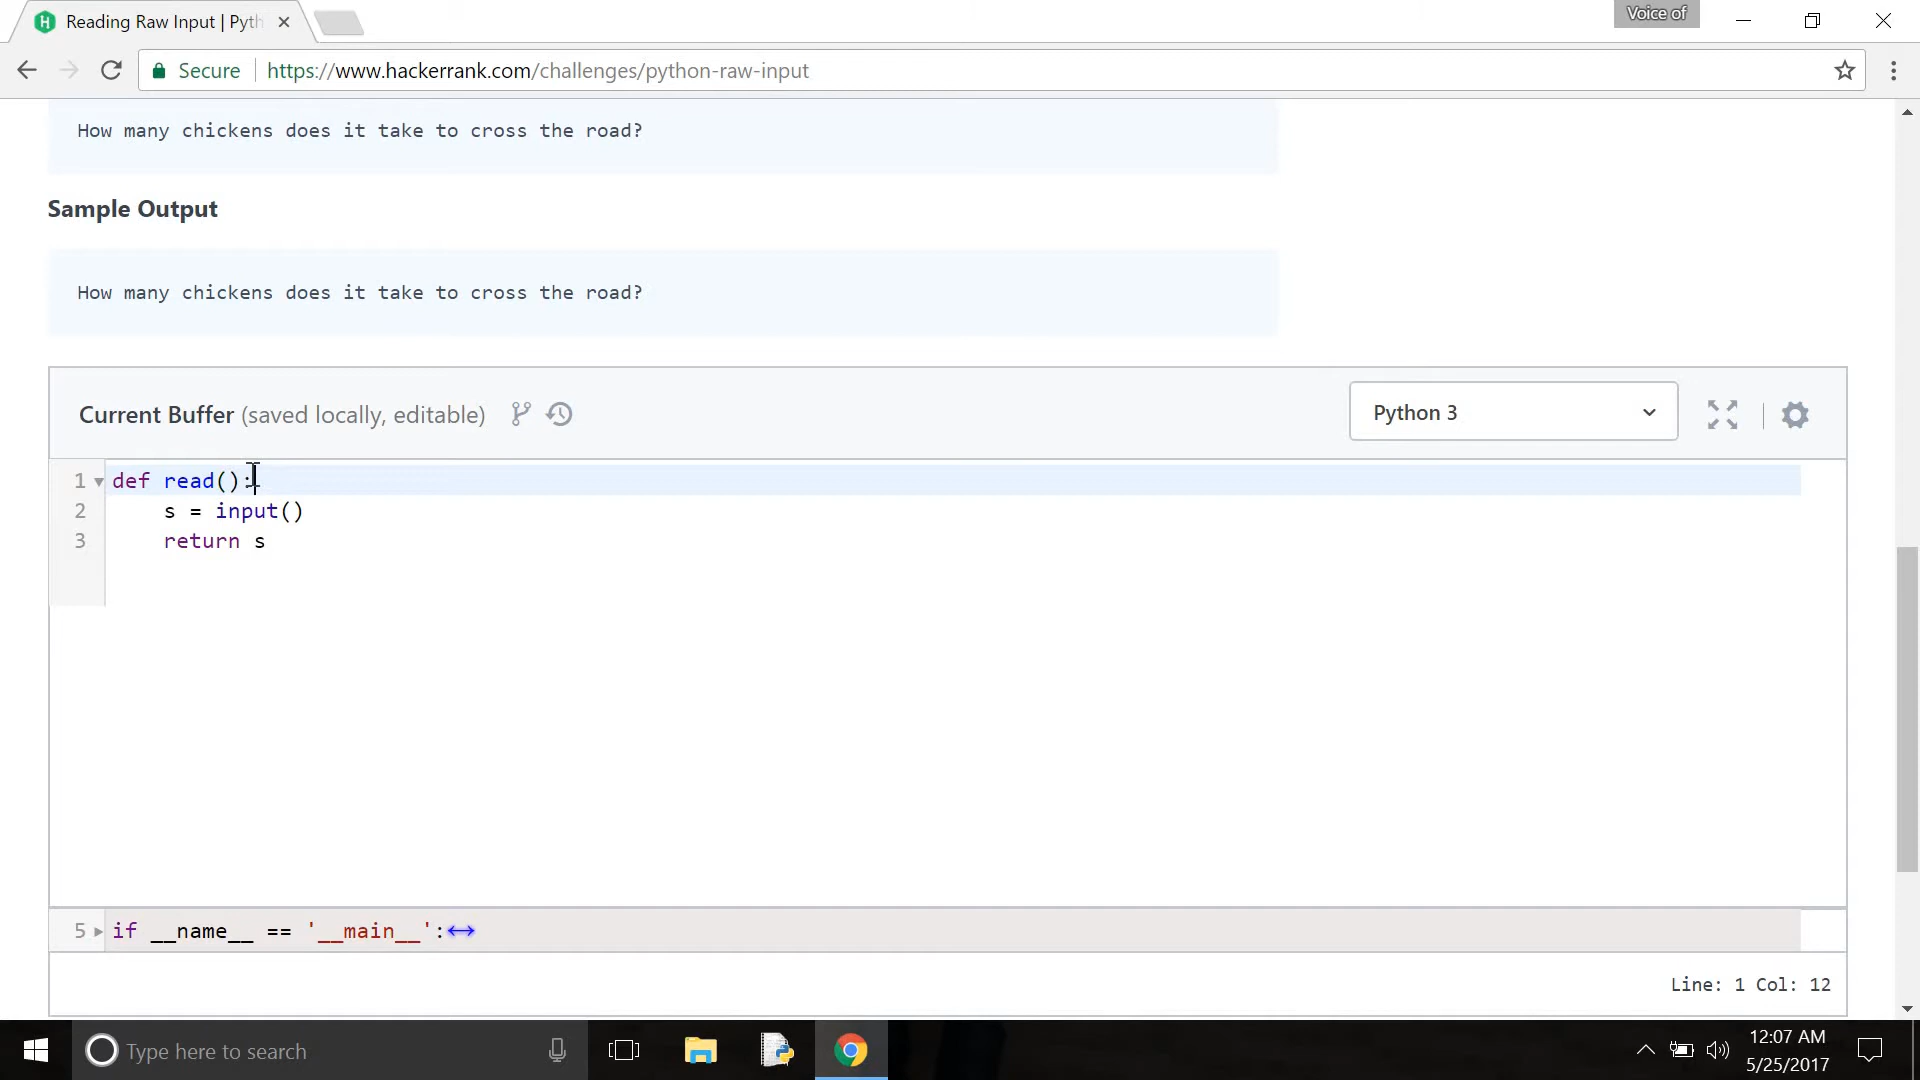 Reading Raw Input | Pyth
Voice of
Secure
https://www.hackerrank.com/challenges/python-raw-input
How many chickens does it take to cross the road?
Sample Output
How many chickens does it take to cross the road?
Current Buffer (saved locally, editable)
Python 3
1 def read():
2 s = input()
3 return s
5 if __name__ == '__main__':
Line: 1 Col: 12
Type here to search
12:07 AM
5/25/2017